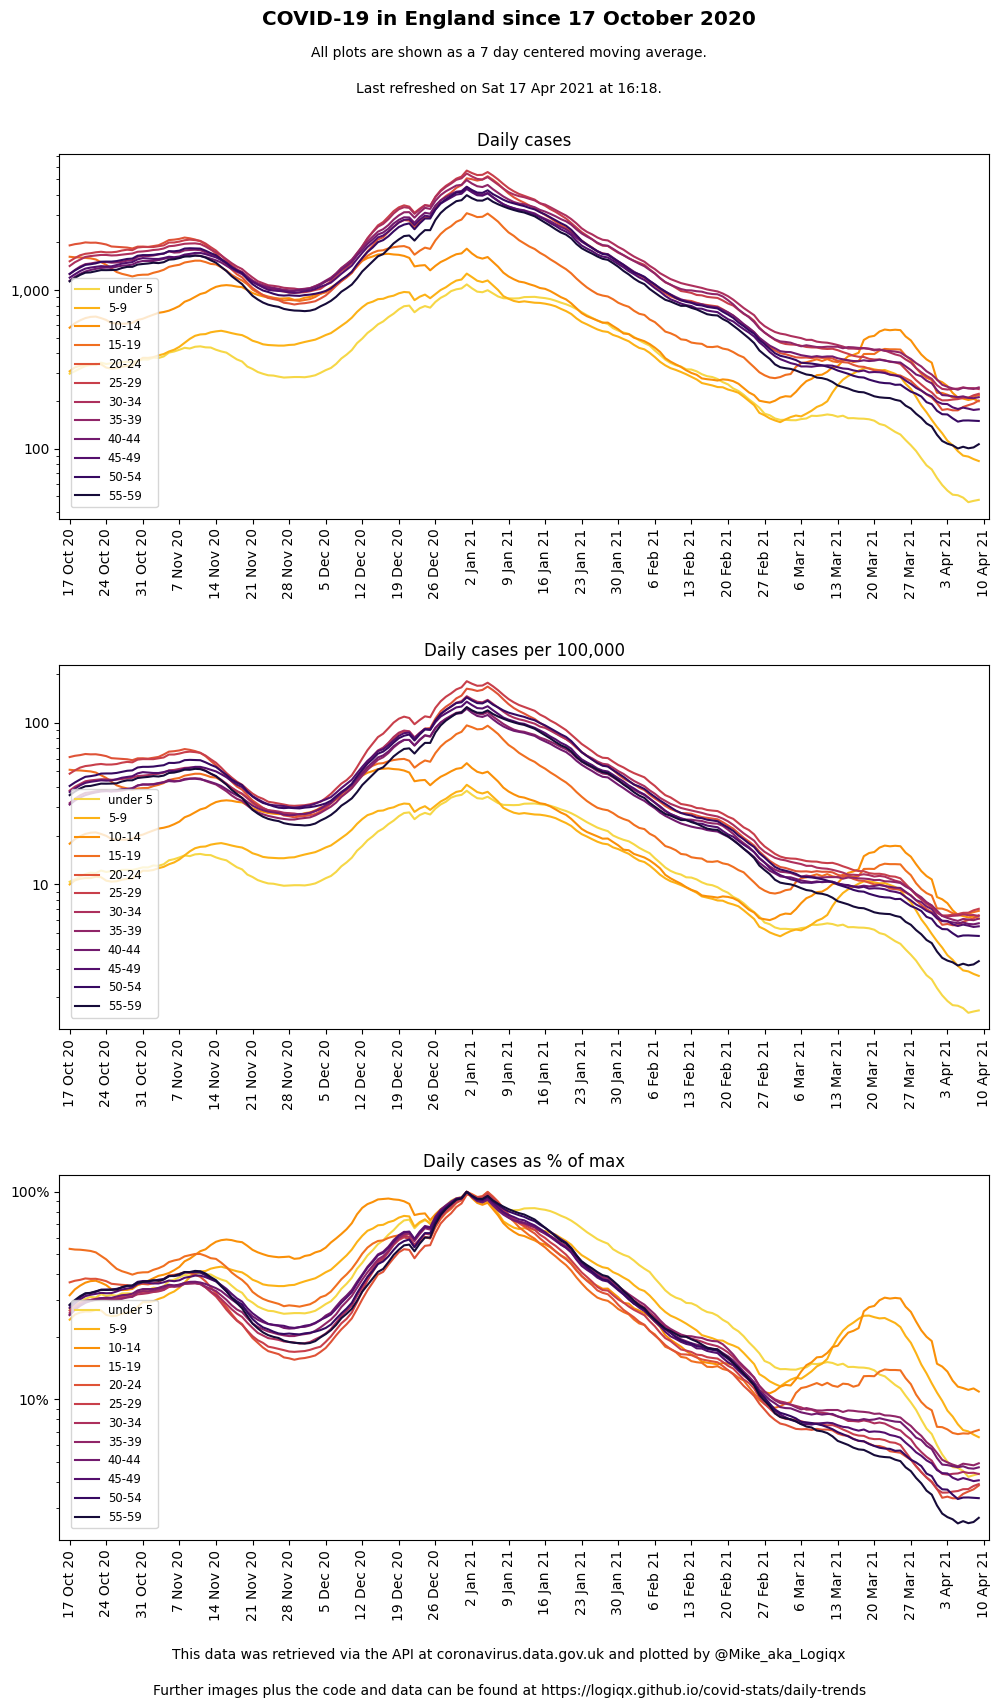 COVID-19 in England since 17 October 2020
All plots are shown as a 7 day centered moving average.
Last refreshed on Sat 17 Apr 2021 at 16:18.
Daily cases
1,000
100
under 5
5-9
10-14
15-19
20-24
25-29
30-34
35-39
40-44
45-49
50-54
55-59
17 Oct 20
24 Oct 20
31 Oct 20
7 Nov 20
14 Nov 20
21 Nov 20
28 Nov 20
5 Dec 20
12 Dec 20
19 Dec 20
26 Dec 20
2 Jan 21
9 Jan 21
16 Jan 21
23 Jan 21
30 Jan 21
6 Feb 21
13 Feb 21
20 Feb 21
27 Feb 21
6 Mar 21
13 Mar 21
20 Mar 21
27 Mar 21
3 Apr 21
10 Apr 21
Daily cases per 100,000
100
10
under 5
5-9
10-14
15-19
20-24
25-29
30-34
35-39
40-44
45-49
50-54
55-59
17 Oct 20
24 Oct 20
31 Oct 20
7 Nov 20
14 Nov 20
21 Nov 20
28 Nov 20
5 Dec 20
12 Dec 20
19 Dec 20
26 Dec 20
2 Jan 21
9 Jan 21
16 Jan 21
23 Jan 21
30 Jan 21
6 Feb 21
13 Feb 21
20 Feb 21
27 Feb 21
6 Mar 21
13 Mar 21
20 Mar 21
27 Mar 21
3 Apr 21
10 Apr 21
Daily cases as % of max
100%
10%
under 5
5-9
10-14
15-19
20-24
25-29
30-34
35-39
40-44
45-49
50-54
55-59
17 Oct 20
24 Oct 20
31 Oct 20
7 Nov 20
14 Nov 20
21 Nov 20
28 Nov 20
5 Dec 20
12 Dec 20
19 Dec 20
26 Dec 20
2 Jan 21
9 Jan 21
16 Jan 21
23 Jan 21
30 Jan 21
6 Feb 21
13 Feb 21
20 Feb 21
27 Feb 21
6 Mar 21
13 Mar 21
20 Mar 21
27 Mar 21
3 Apr 21
10 Apr 21
This data was retrieved via the API at coronavirus.data.gov.uk and plotted by @Mike_aka_Logiqx
Further images plus the code and data can be found at https://logiqx.github.io/covid-stats/daily-trends